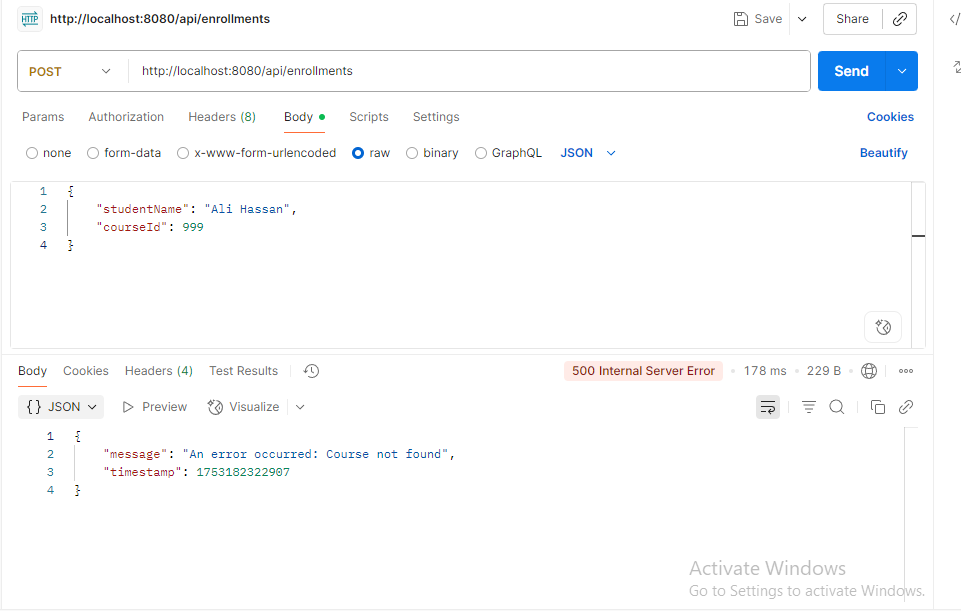 HTTP http://localhost:8080/api/enrollments Save Share </>
POST http://localhost:8080/api/enrollments Send
Params Authorization Headers (8) Body Scripts Settings Cookies
none form-data x-www-form-urlencoded raw binary GraphQL JSON Beautify
1 {
2 "studentName": "Ali Hassan",
3 "courseId": 999
4 }
Body Cookies Headers (4) Test Results 500 Internal Server Error • 178 ms • 229 B •
{} JSON Preview Visualize
1 {
2 "message": "An error occurred: Course not found",
3 "timestamp": 1753182322907
4 }
Activate Windows
Go to Settings to activate Windows.